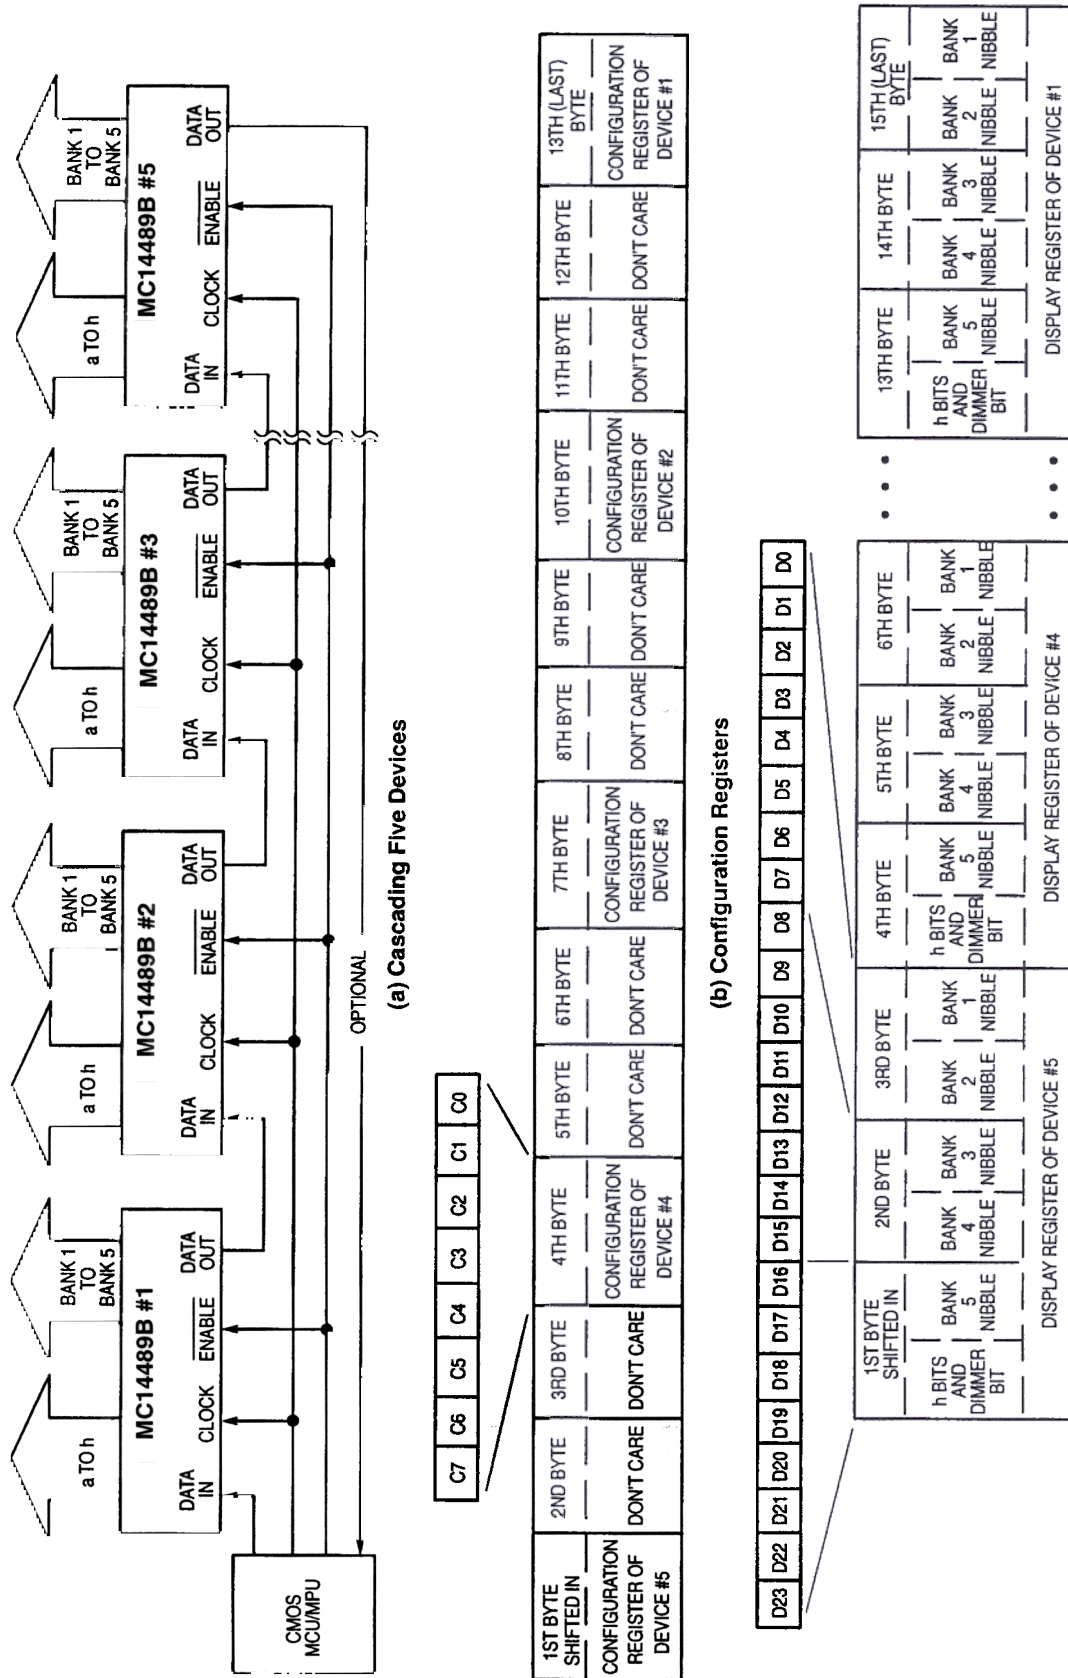 a TO h
BANK 1
TO
BANK 5
MC14489B #1
DATA
IN
CLOCK
ENABLE
DATA
OUT
a TO h
BANK 1
TO
BANK 5
MC14489B #2
DATA
IN
CLOCK
ENABLE
DATA
OUT
a TO h
BANK 1
TO
BANK 5
MC14489B #3
DATA
IN
CLOCK
ENABLE
DATA
OUT
a TO h
BANK 1
TO
BANK 5
MC14489B #5
DATA
IN
CLOCK
ENABLE
DATA
OUT
CMOS
MCU/MPU
OPTIONAL
(a) Cascading Five Devices
C7 C6 C5 C4 C3 C2 C1 C0
1ST BYTE
SHIFTED IN
CONFIGURATION
REGISTER OF
DEVICE #5
2ND BYTE
DON'T CARE
3RD BYTE
DON'T CARE
4TH BYTE
CONFIGURATION
REGISTER OF
DEVICE #4
5TH BYTE
DON'T CARE
6TH BYTE
DON'T CARE
7TH BYTE
CONFIGURATION
REGISTER OF
DEVICE #3
8TH BYTE
DON'T CARE
9TH BYTE
DON'T CARE
10TH BYTE
CONFIGURATION
REGISTER OF
DEVICE #2
11TH BYTE
DON'T CARE
12TH BYTE
DON'T CARE
13TH (LAST)
BYTE
CONFIGURATION
REGISTER OF
DEVICE #1
(b) Configuration Registers
D23 D22 D21 D20 D19 D18 D17 D16 D15 D14 D13 D12 D11 D10 D9 D8 D7 D6 D5 D4 D3 D2 D1 D0
1ST BYTE
SHIFTED IN
h BITS
AND
DIMMER
BIT
BANK
5
NIBBLE
2ND BYTE
BANK
4
NIBBLE
BANK
3
NIBBLE
3RD BYTE
BANK
2
NIBBLE
BANK
1
NIBBLE
DISPLAY REGISTER OF DEVICE #5
4TH BYTE
h BITS
AND
DIMMER
BIT
BANK
5
NIBBLE
5TH BYTE
BANK
4
NIBBLE
BANK
3
NIBBLE
6TH BYTE
BANK
2
NIBBLE
BANK
1
NIBBLE
DISPLAY REGISTER OF DEVICE #4
• • •
• • •
13TH BYTE
h BITS
AND
DIMMER
BIT
BANK
5
NIBBLE
14TH BYTE
BANK
4
NIBBLE
BANK
3
NIBBLE
15TH (LAST)
BYTE
BANK
2
NIBBLE
BANK
1
NIBBLE
DISPLAY REGISTER OF DEVICE #1